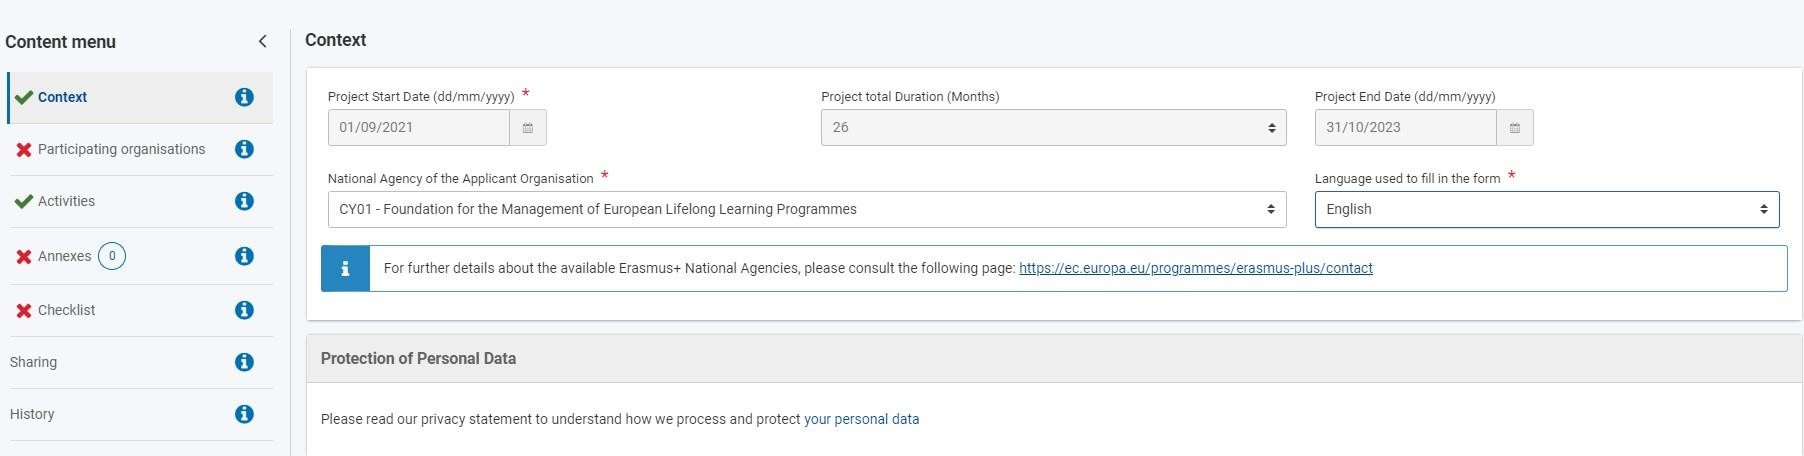 Content menu
Context
Participating organisations
Activities
Annexes 0
Checklist
Sharing
History
Context
Project Start Date (dd/mm/yyyy) *
01/09/2021
Project total Duration (Months)
26
Project End Date (dd/mm/yyyy)
31/10/2023
National Agency of the Applicant Organisation *
CY01 - Foundation for the Management of European Lifelong Learning Programmes
Language used to fill in the form *
English
For further details about the available Erasmus+ National Agencies, please consult the following page: https://ec.europa.eu/programmes/erasmus-plus/contact
Protection of Personal Data
Please read our privacy statement to understand how we process and protect your personal data